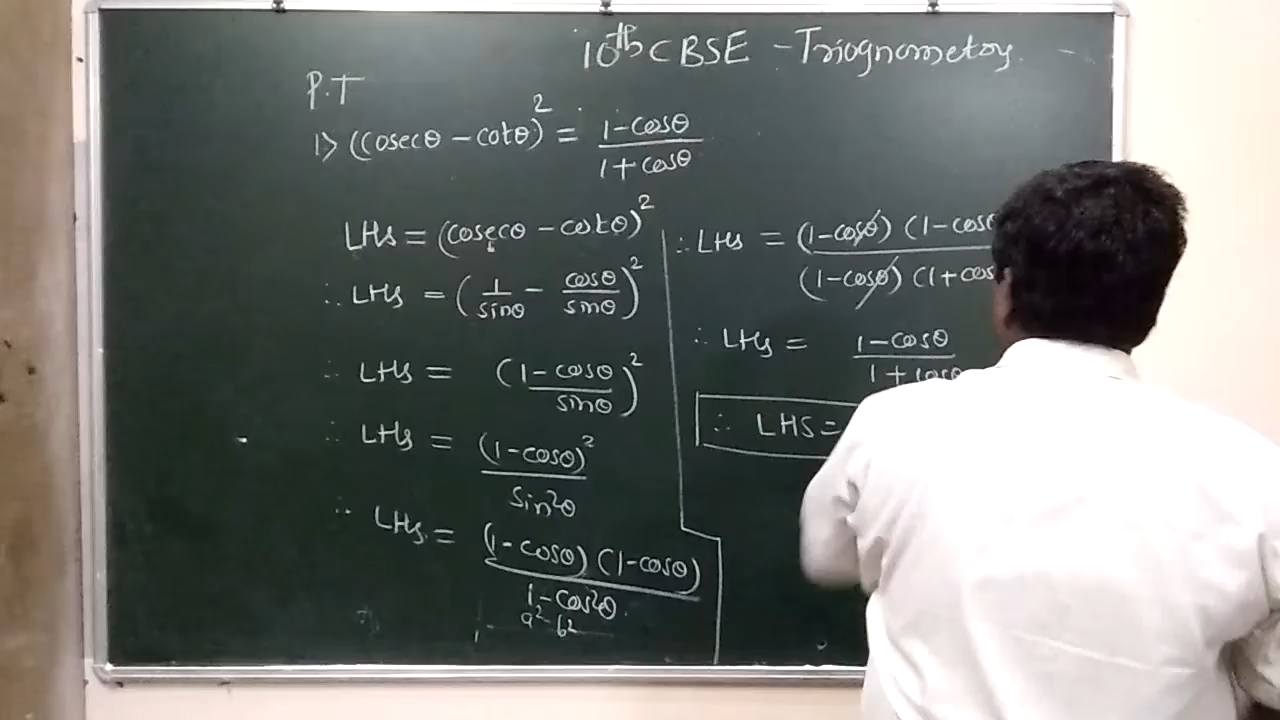 10th CBSE - Triognometry.
P.T
1> (cosecθ - cotθ)² = 1-cosθ / 1+cosθ
LHS = (cosecθ - cotθ)²
∴ LHS = (1/sinθ - cosθ/sinθ)²
∴ LHS = (1-cosθ / sinθ)²
∴ LHS = (1-cosθ)² / sin²θ
∴ LHS = (1-cosθ) (1-cosθ) / 1-cos²θ
a² - b²
∴ LHS = (1-cosθ) (1-cosθ / (1-cosθ) (1+cos
∴ LHS = 1-cosθ / 1+cosθ
∴ LHS =